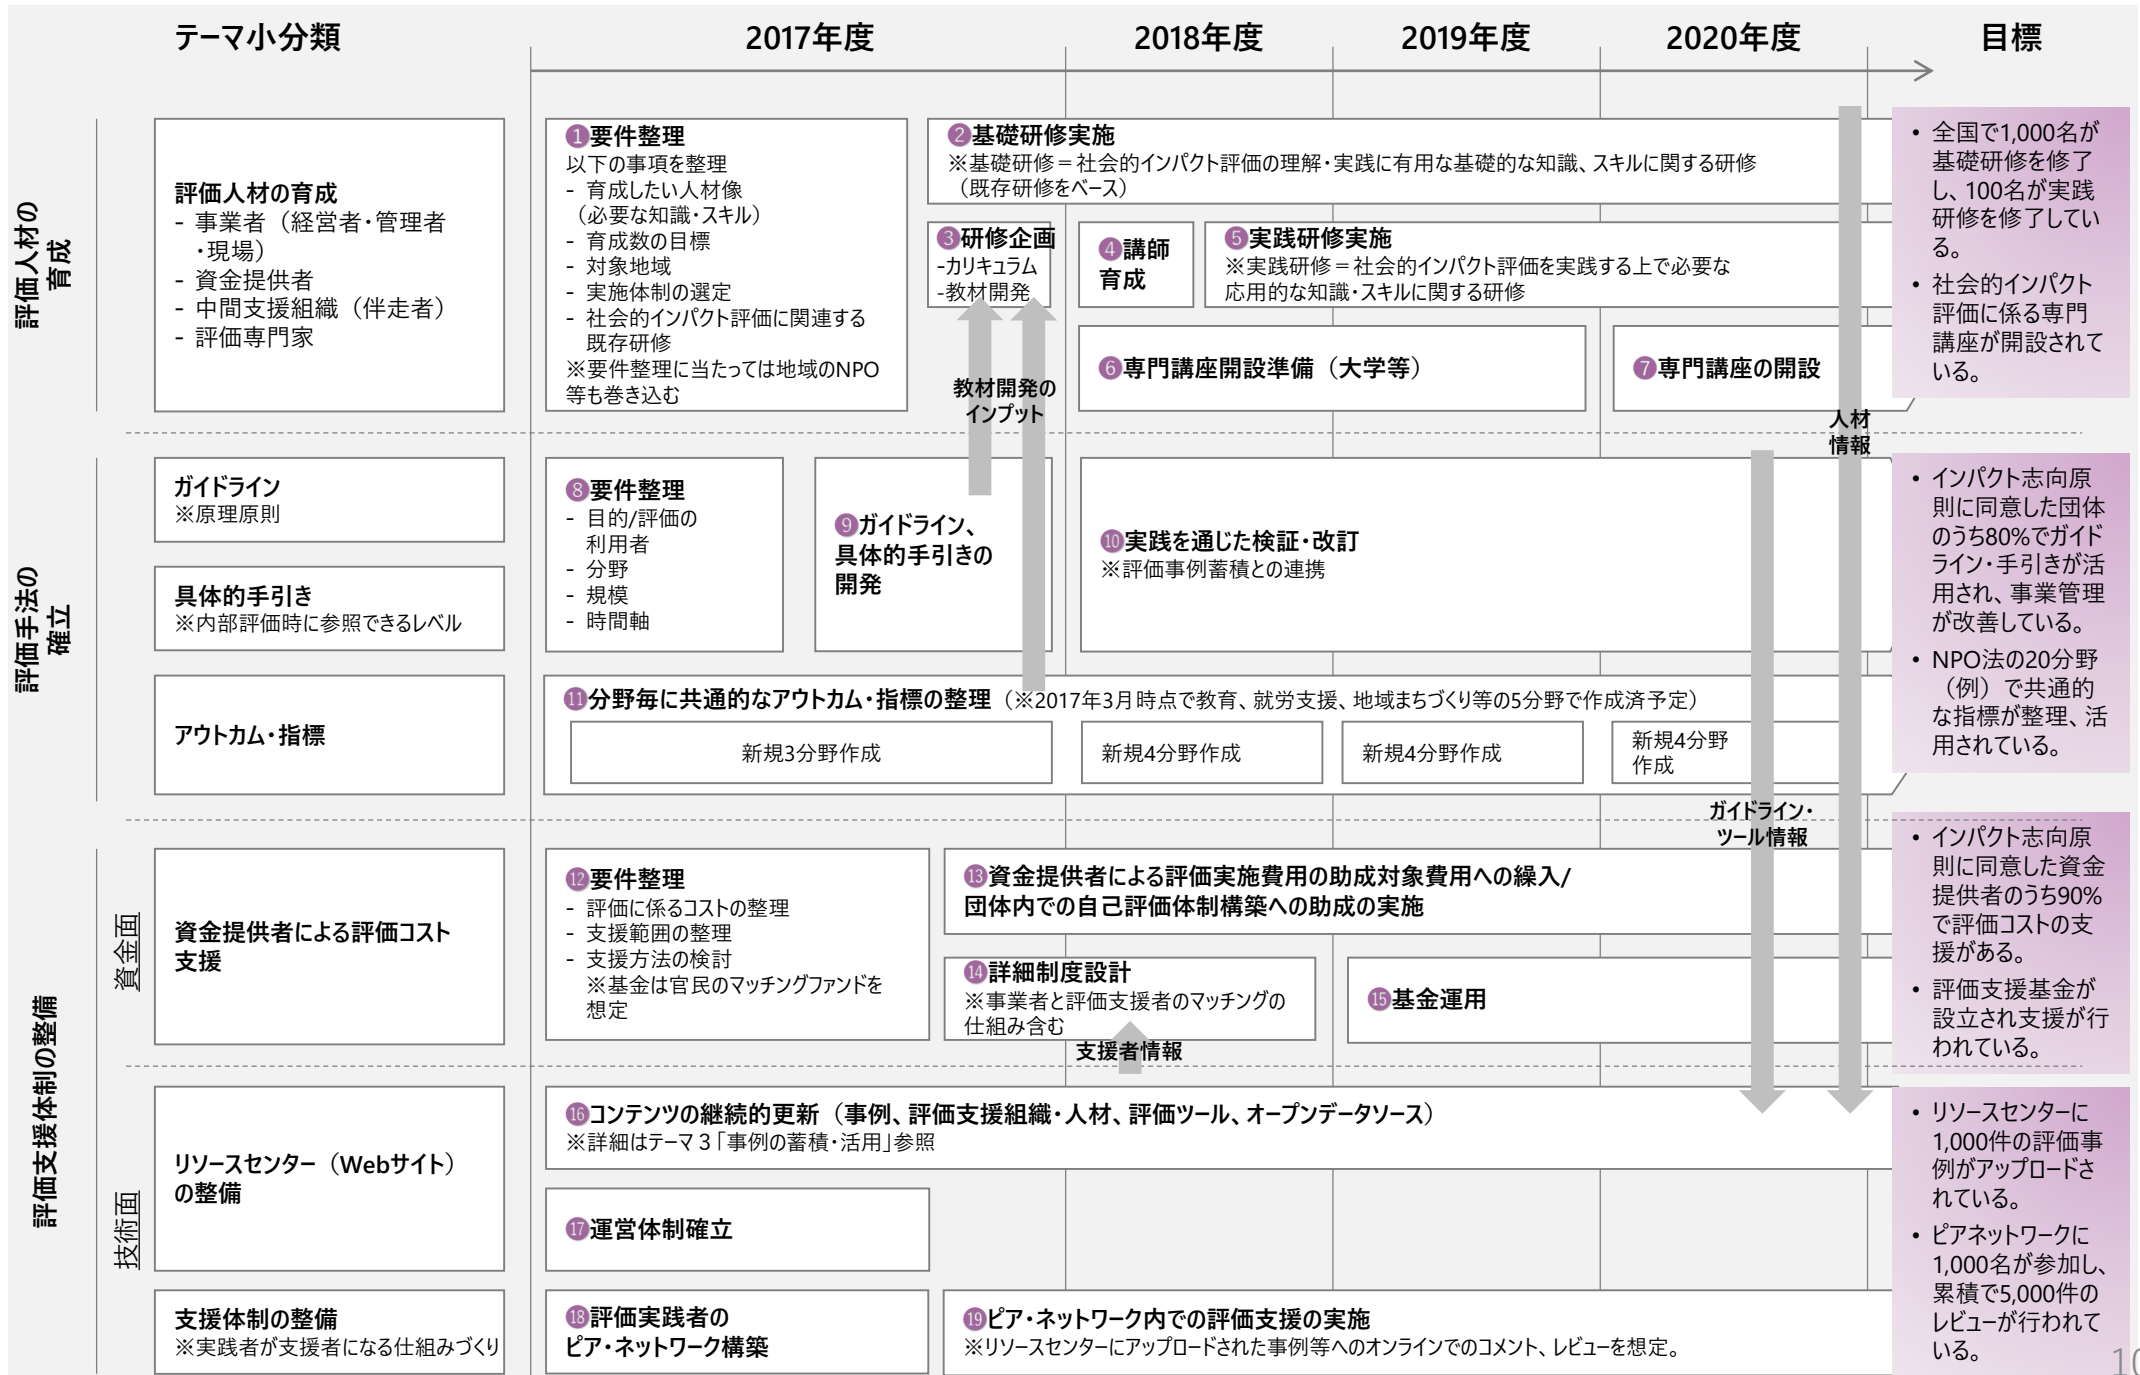 テーマ小分類
2017年度
2018年度
2019年度
2020年度
目標
評価人材の
育成
評価人材の育成
- 事業者（経営者・管理者
・現場）
- 資金提供者
- 中間支援組織（伴走者）
- 評価専門家
❶要件整理
以下の事項を整理
- 育成したい人材像
（必要な知識・スキル）
- 育成数の目標
- 対象地域
- 実施体制の選定
- 社会的インパクト評価に関連する
既存研修
※要件整理に当たっては地域のNPO
等も巻き込む
❷基礎研修実施
※基礎研修＝社会的インパクト評価の理解・実践に有用な基礎的な知識、スキルに関する研修
（既存研修をベース）
❸研修企画
-カリキュラム
-教材開発
❹講師
育成
❺実践研修実施
※実践研修＝社会的インパクト評価を実践する上で必要な
応用的な知識・スキルに関する研修
❻専門講座開設準備（大学等）
❼専門講座の開設
教材開発の
インプット
人材
情報
• 全国で1,000名が
基礎研修を修了
し、100名が実践
研修を修了してい
る。
• 社会的インパクト
評価に係る専門
講座が開設されて
いる。
評価手法の
確立
ガイドライン
※原理原則
具体的手引き
※内部評価時に参照できるレベル
アウトカム・指標
❽要件整理
- 目的/評価の
利用者
- 分野
- 規模
- 時間軸
❾ガイドライン、
具体的手引きの
開発
❿実践を通じた検証・改訂
※評価事例蓄積との連携
⓫分野毎に共通的なアウトカム・指標の整理（※2017年3月時点で教育、就労支援、地域まちづくり等の5分野で作成済予定）
新規3分野作成
新規4分野作成
新規4分野作成
新規4分野
作成
ガイドライン・
ツール情報
• インパクト志向原
則に同意した団体
のうち80%でガイド
ライン・手引きが活
用され、事業管理
が改善している。
• NPO法の20分野
（例）で共通的
な指標が整理、活
用されている。
評価支援体制の整備
資金面
資金提供者による評価コスト
支援
⓬要件整理
- 評価に係るコストの整理
- 支援範囲の整理
- 支援方法の検討
※基金は官民のマッチングファンドを
想定
⓭資金提供者による評価実施費用の助成対象費用への繰入/
団体内での自己評価体制構築への助成の実施
⓮詳細制度設計
※事業者と評価支援者のマッチングの
仕組み含む
⓯基金運用
支援者情報
• インパクト志向原
則に同意した資金
提供者のうち90%
で評価コストの支
援がある。
• 評価支援基金が
設立され支援が行
われている。
技術面
リソースセンター（Webサイト）
の整備
⓰コンテンツの継続的更新（事例、評価支援組織・人材、評価ツール、オープンデータソース）
※詳細はテーマ３「事例の蓄積・活用」参照
⓱運営体制確立
支援体制の整備
※実践者が支援者になる仕組みづくり
⓲評価実践者の
ピア・ネットワーク構築
⓳ピア・ネットワーク内での評価支援の実施
※リソースセンターにアップロードされた事例等へのオンラインでのコメント、レビューを想定。
• リソースセンターに
1,000件の評価事
例がアップロードさ
れている。
• ピアネットワークに
1,000名が参加し、
累積で5,000件の
レビューが行われて
いる。
10